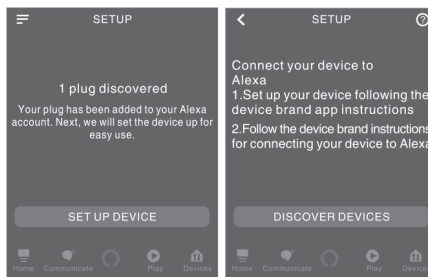 SETUP
1 plug discovered
Your plug has been added to your Alexa
account. Next, we will set the device up for
easy use.
SET UP DEVICE
Home Communicate Play Devices
SETUP ?
Connect your device to
Alexa
1.Set up your device following the
device brand app instructions
2.Follow the device brand instructions
for connecting your device to Alexa
DISCOVER DEVICES
Home Communicate Play Devices